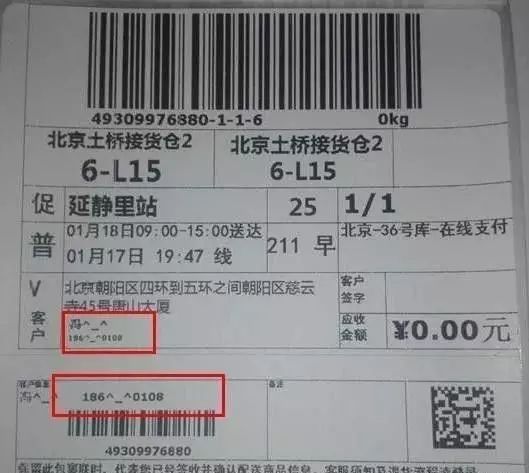 49309976880-1-1-6 0kg
北京土桥接货仓2 北京土桥接货仓2
6-L15 6-L15
促 延静里站 25 1/1
普 01月18日09:00-15:00送达 211 早 北京-36号库-在线支付
01月17日 19:47 线
V 北京朝阳区四环到五环之间朝阳区慈云
寺45号唐山大厦
客户
签字
客户
冯^_^
186^_^0108
应收
金额
¥0.00元
备注
冯^_^ 186^_^0108
49309976880